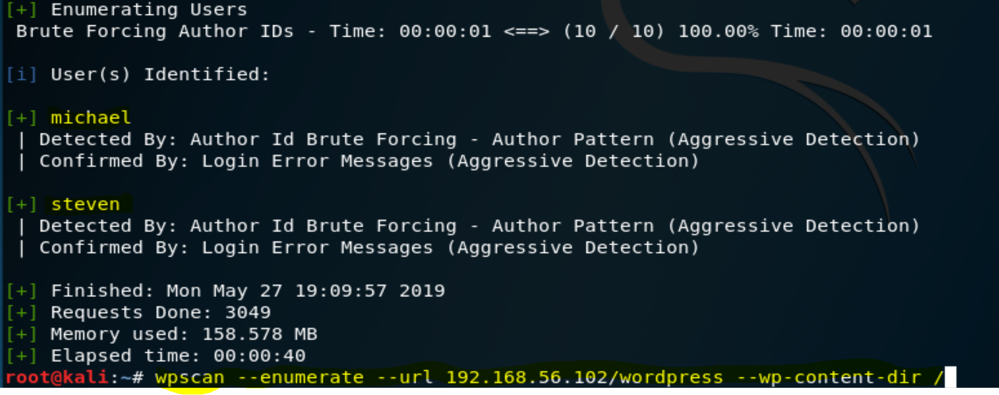 [+] Enumerating Users
Brute Forcing Author IDs - Time: 00:00:01 <==> (10 / 10) 100.00% Time: 00:00:01
[i] User(s) Identified:
[+] michael
| Detected By: Author Id Brute Forcing - Author Pattern (Aggressive Detection)
| Confirmed By: Login Error Messages (Aggressive Detection)
[+] steven
| Detected By: Author Id Brute Forcing - Author Pattern (Aggressive Detection)
| Confirmed By: Login Error Messages (Aggressive Detection)
[+] Finished: Mon May 27 19:09:57 2019
[+] Requests Done: 3049
[+] Memory used: 158.578 MB
[+] Elapsed time: 00:00:40
root@kali:~# wpscan --enumerate --url 192.168.56.102/wordpress --wp-content-dir /